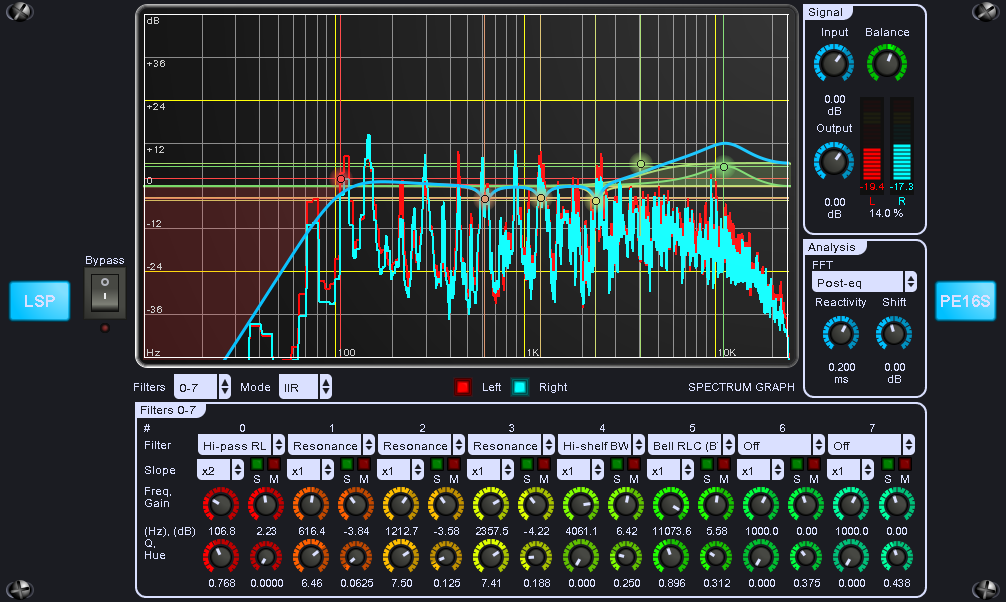 dB
+36
+24
+12
0
-12
-24
-36
Hz
100
1K
10K
Signal
Input Balance
0.00
dB
Output
0.00
dB
-19.4 -17.3
L R
14.0 %
Bypass
LSP
PE16S
Analysis
FFT
Post-eq
Reactivity Shift
0.200 0.00
ms dB
Filters 0-7 Mode IIR Left Right SPECTRUM GRAPH
Filters 0-7
# 0 1 2 3 4 5 6 7
Filter Hi-pass RL Resonance Resonance Resonance Hi-shelf BW Bell RLC (B Off Off
Slope x2 x1 x1 x1 x1 x1 x1 x1
S M S M S M S M S M S M S M S M
Freq,
Gain
(Hz), (dB) 106.8 2.23 616.4 -3.84 1212.7 -3.58 2357.5 -4.22 4061.1 6.42 11073.6 5.58 1000.0 0.00 1000.0 0.00
Q,
Hue
0.768 0.0000 6.46 0.0625 7.50 0.125 7.41 0.188 0.000 0.250 0.896 0.312 0.000 0.375 0.000 0.438